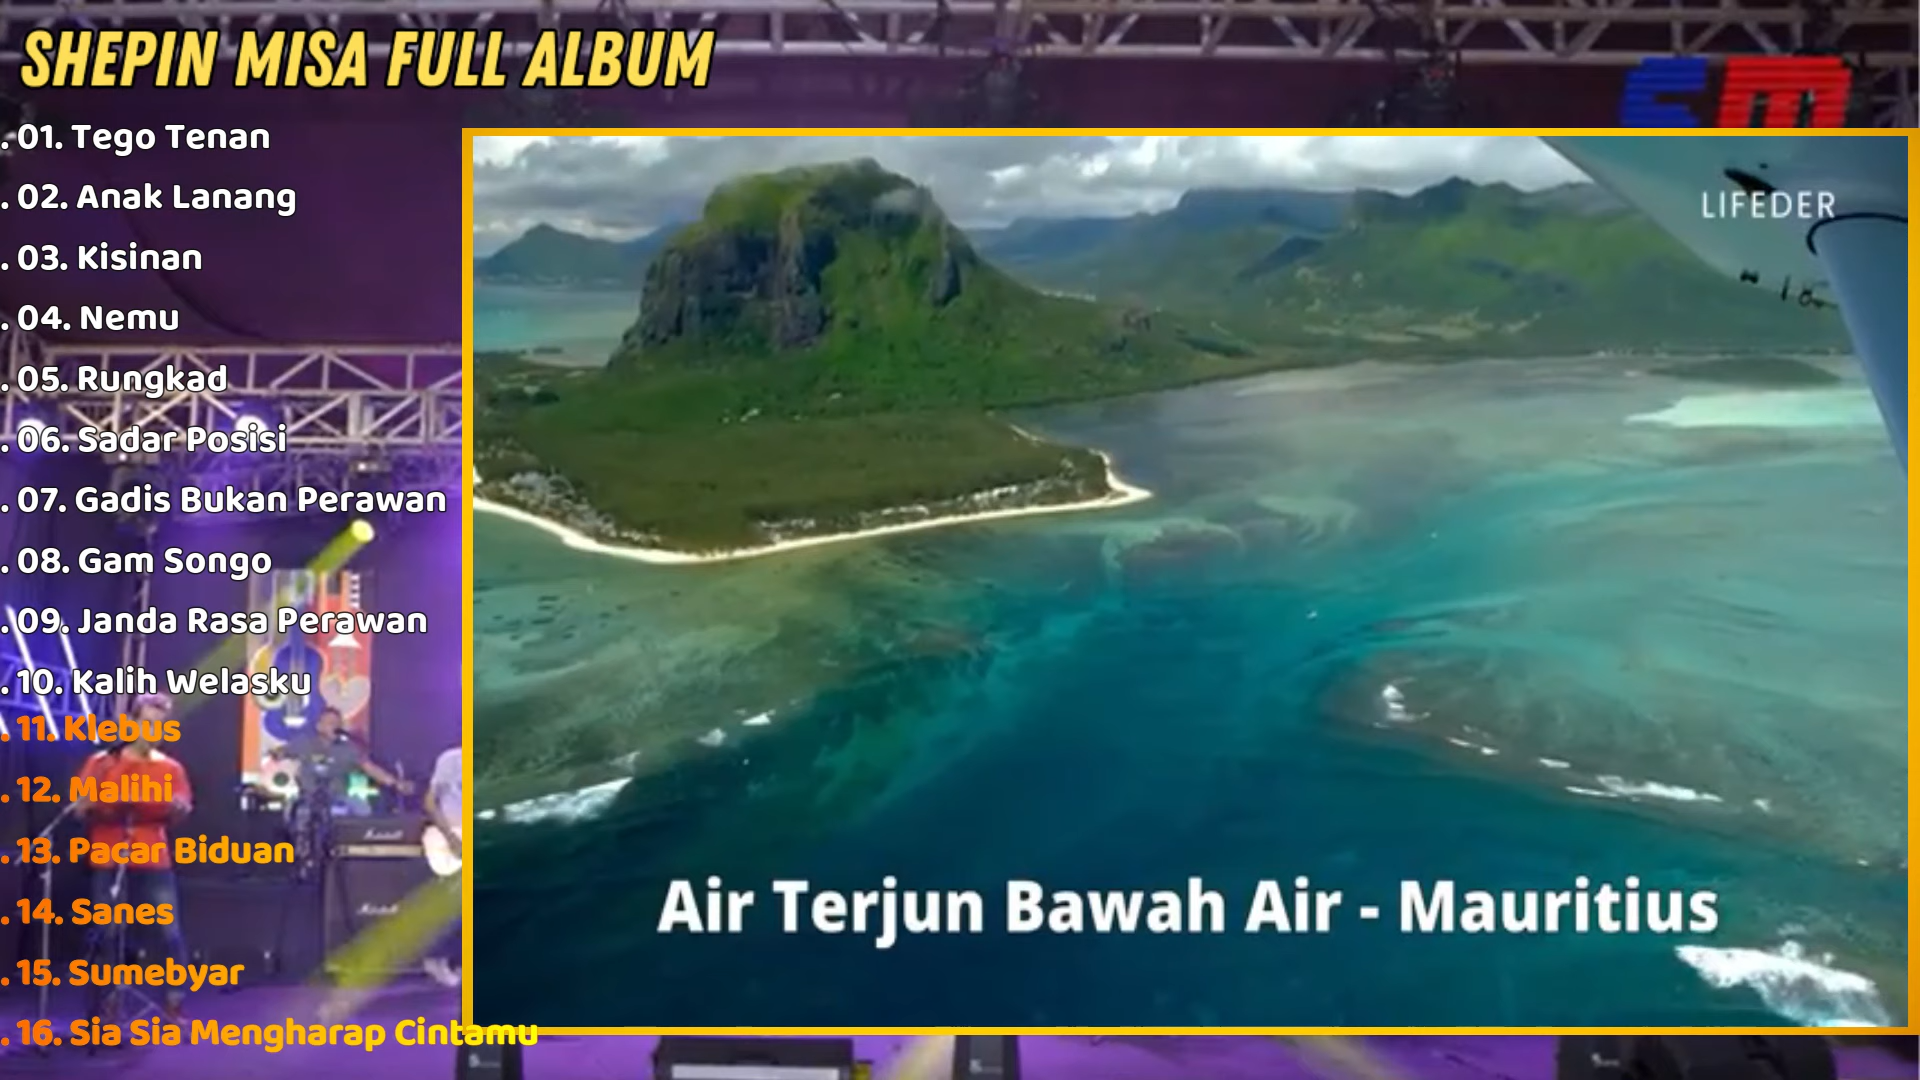 SHEPIN MISA FULL ALBUM
. 01. Tego Tenan
. 02. Anak Lanang
. 03. Kisinan
. 04. Nemu
. 05. Rungkad
. 06. Sadar Posisi
. 07. Gadis Bukan Perawan
. 08. Gam Songo
. 09. Janda Rasa Perawan
. 10. Kalih Welasku
. 11. Klebus
. 12. Malihi
. 13. Pacar Biduan
. 14. Sanes
. 15. Sumebyar
. 16. Sia Sia Mengharap Cintamu
LIFEDER
Air Terjun Bawah Air - Mauritius
Marshall
Marshall